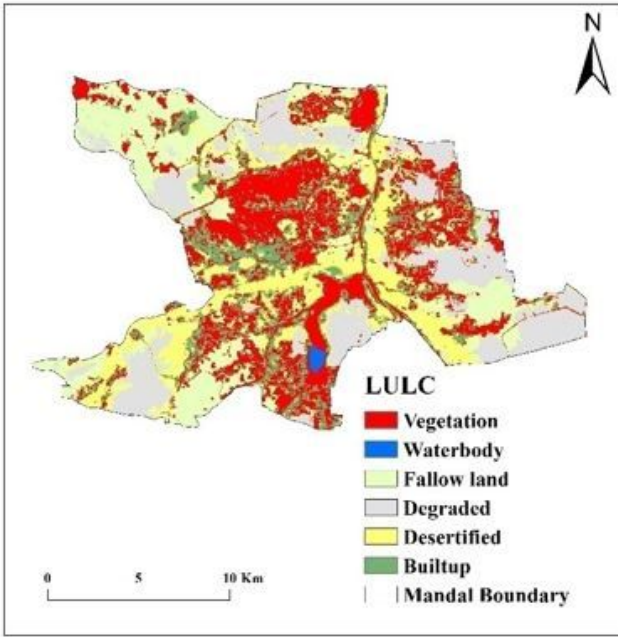 N
LULC
Vegetation
Waterbody
Fallow land
Degraded
Desertified
Builtup
Mandal Boundary
0 5 10 Km